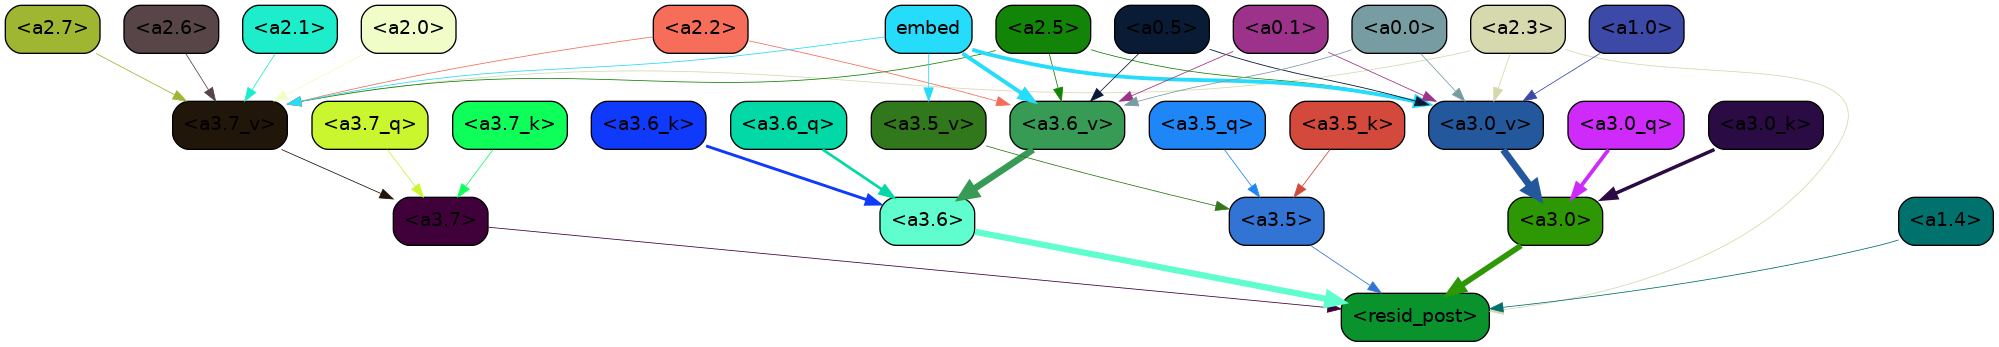 <a2.7> <a2.6> <a2.1> <a2.0> <a2.2> embed <a2.5> <a0.5> <a0.1> <a0.0> <a2.3> <a1.0>
<a3.7_v> <a3.7_q> <a3.7_k> <a3.6_k> <a3.6_q> <a3.5_v> <a3.6_v> <a3.5_q> <a3.5_k> <a3.0_v> <a3.0_q> <a3.0_k>
<a3.7> <a3.6> <a3.5> <a3.0> <a1.4>
<resid_post>